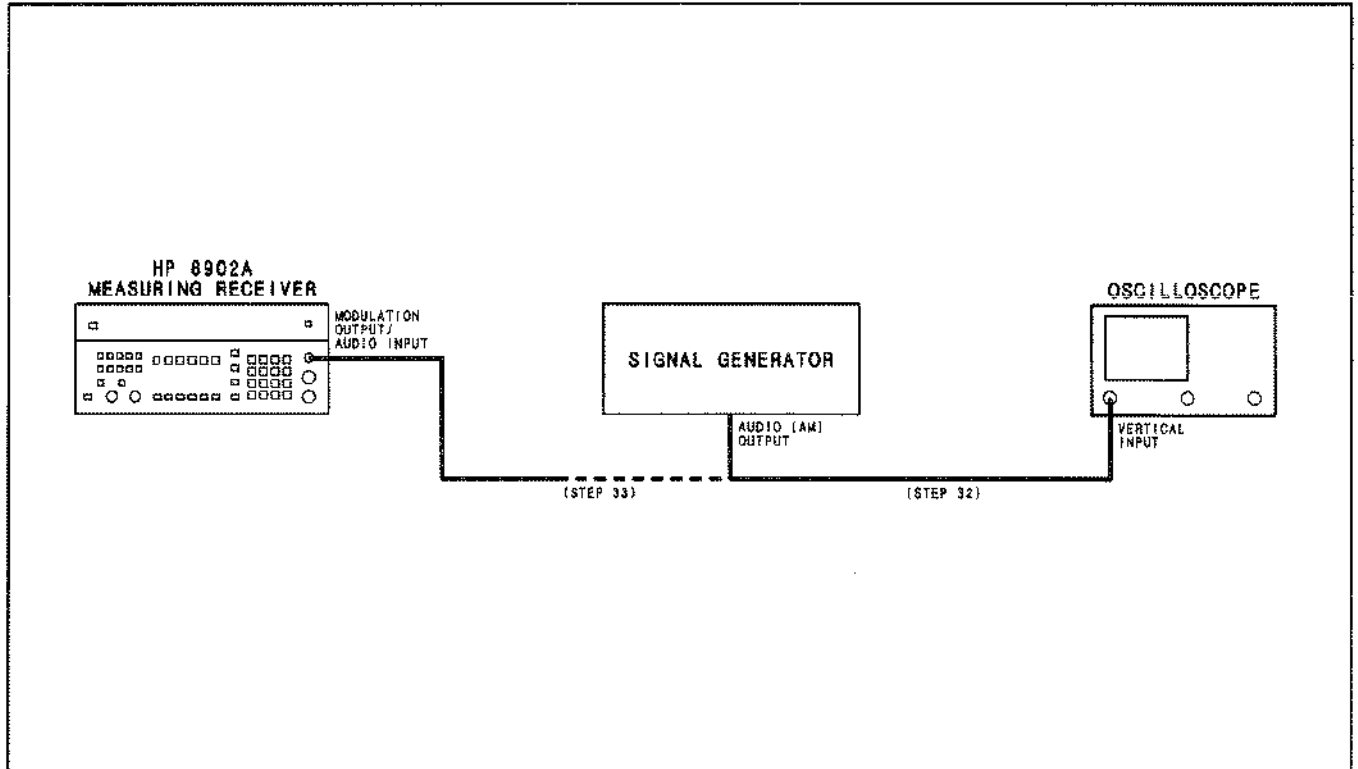 HP 8902A
MEASURING RECEIVER
MODULATION
OUTPUT/
AUDIO INPUT
SIGNAL GENERATOR
AUDIO (AM)
OUTPUT
OSCILLOSCOPE
VERTICAL
INPUT
(STEP 33)
(STEP 32)